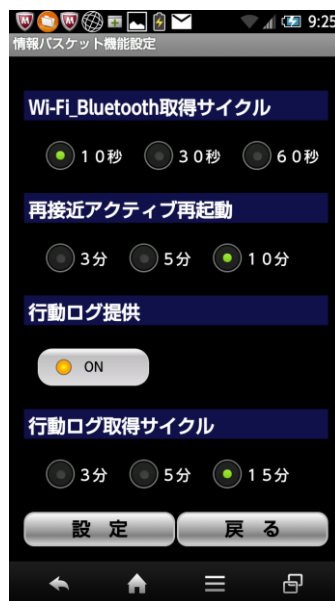 9:25
情報バスケット機能設定
Wi-Fi_Bluetooth取得サイクル
10秒 30秒 60秒
再接近アクティブ再起動
3分 5分 10分
行動ログ提供
ON
行動ログ取得サイクル
3分 5分 15分
設 定 戻 る